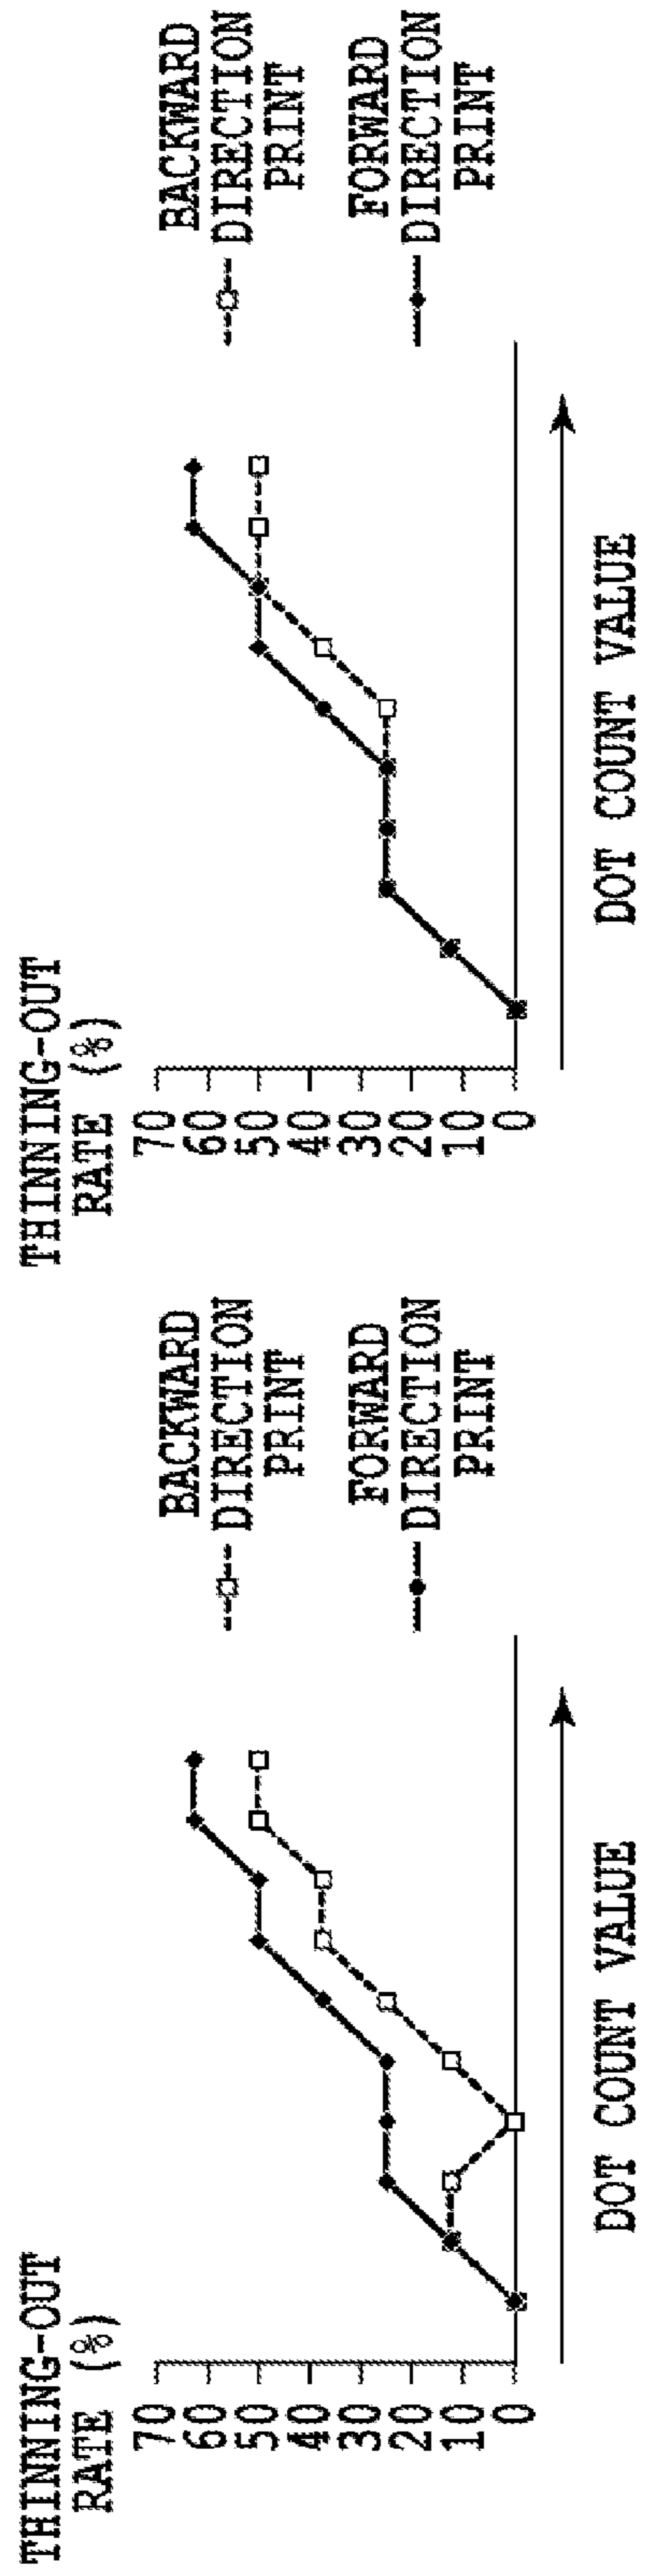 THINNING-OUT
RATE (%)
70
60
50
40
30
20
10
0
DOT COUNT VALUE
BACKWARD
DIRECTION
PRINT
FORWARD
DIRECTION
PRINT
THINNING-OUT
RATE (%)
70
60
50
40
30
20
10
0
DOT COUNT VALUE
BACKWARD
DIRECTION
PRINT
FORWARD
DIRECTION
PRINT